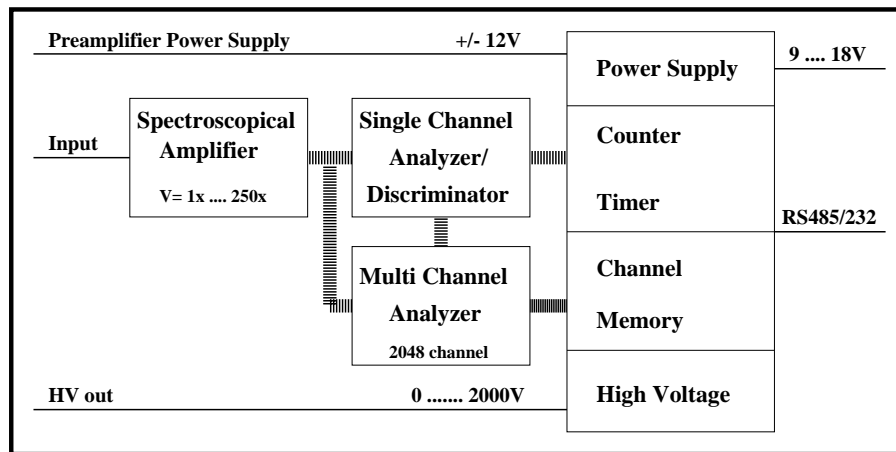 Preamplifier Power Supply
+/- 12V
Power Supply
9 .... 18V
Input
Spectroscopical
Amplifier
V= 1x .... 250x
Single Channel
Analyzer/
Discriminator
Counter
Timer
RS485/232
Multi Channel
Analyzer
2048 channel
Channel
Memory
HV out
0 ....... 2000V
High Voltage